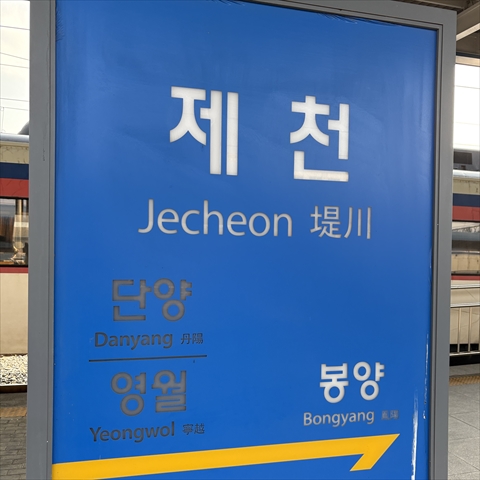 제천
Jecheon 堤川
단양
Danyang 丹陽
영월
Yeongwol 寧越
봉양
Bongyang 鳳陽